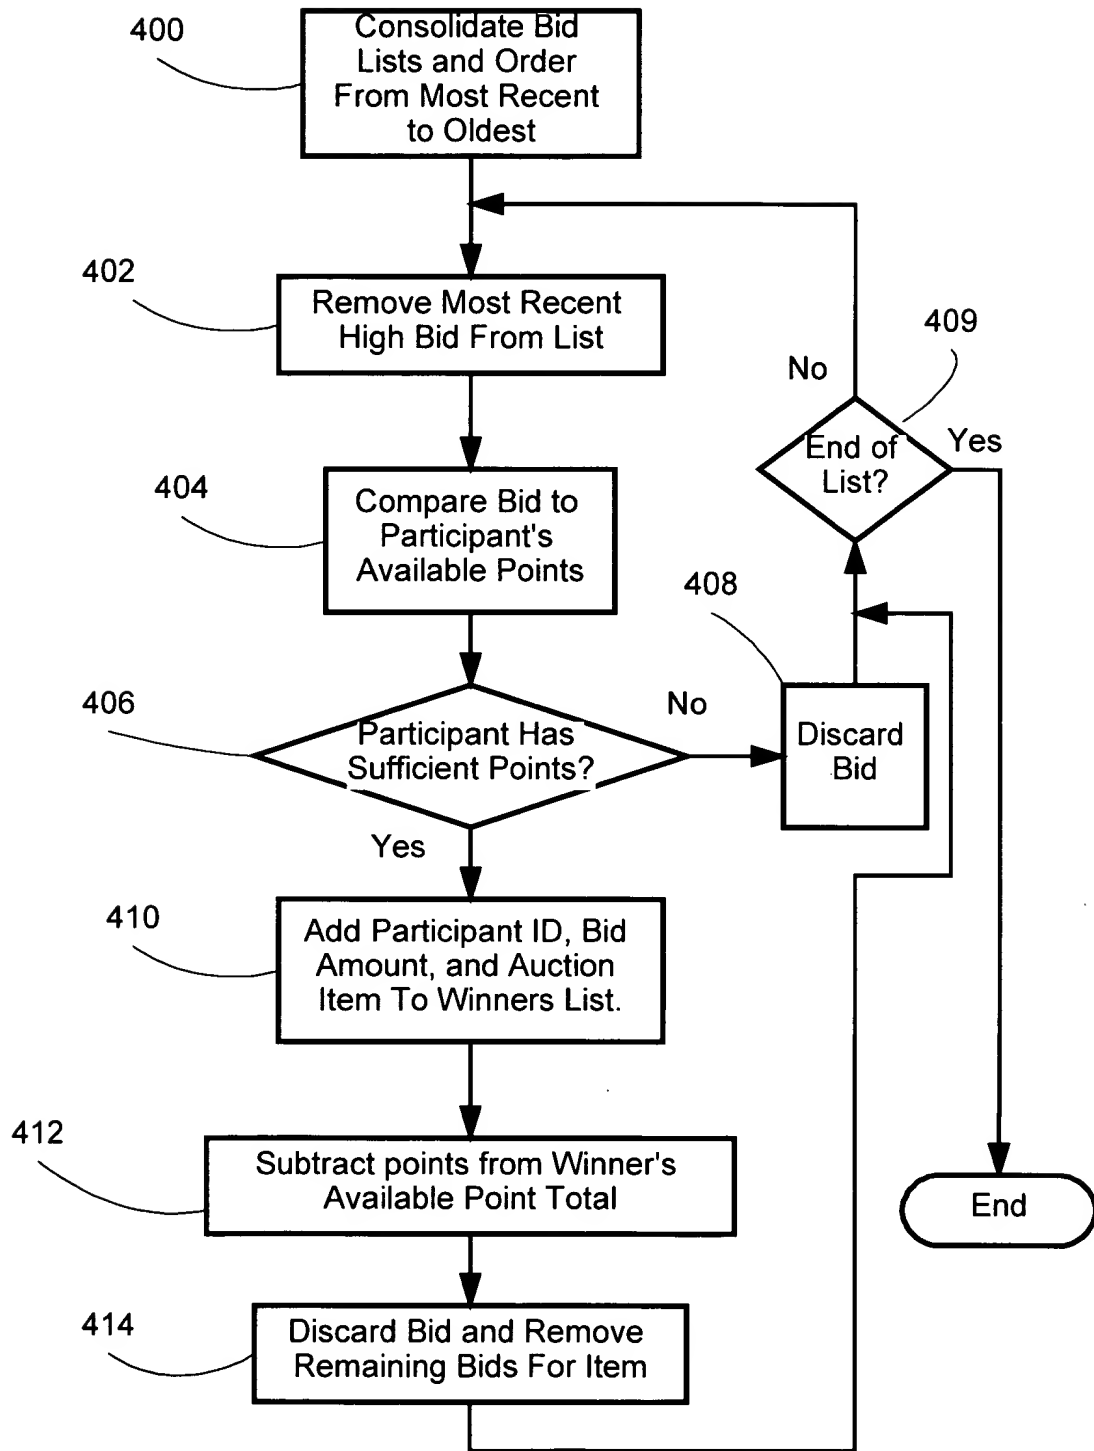 400
Consolidate Bid
Lists and Order
From Most Recent
to Oldest
402
Remove Most Recent
High Bid From List
409
No
End of
List?
Yes
404
Compare Bid to
Participant's
Available Points
408
406
Participant Has
Sufficient Points?
No
Discard
Bid
Yes
410
Add Participant ID, Bid
Amount, and Auction
Item To Winners List.
412
Subtract points from Winner's
Available Point Total
End
414
Discard Bid and Remove
Remaining Bids For Item